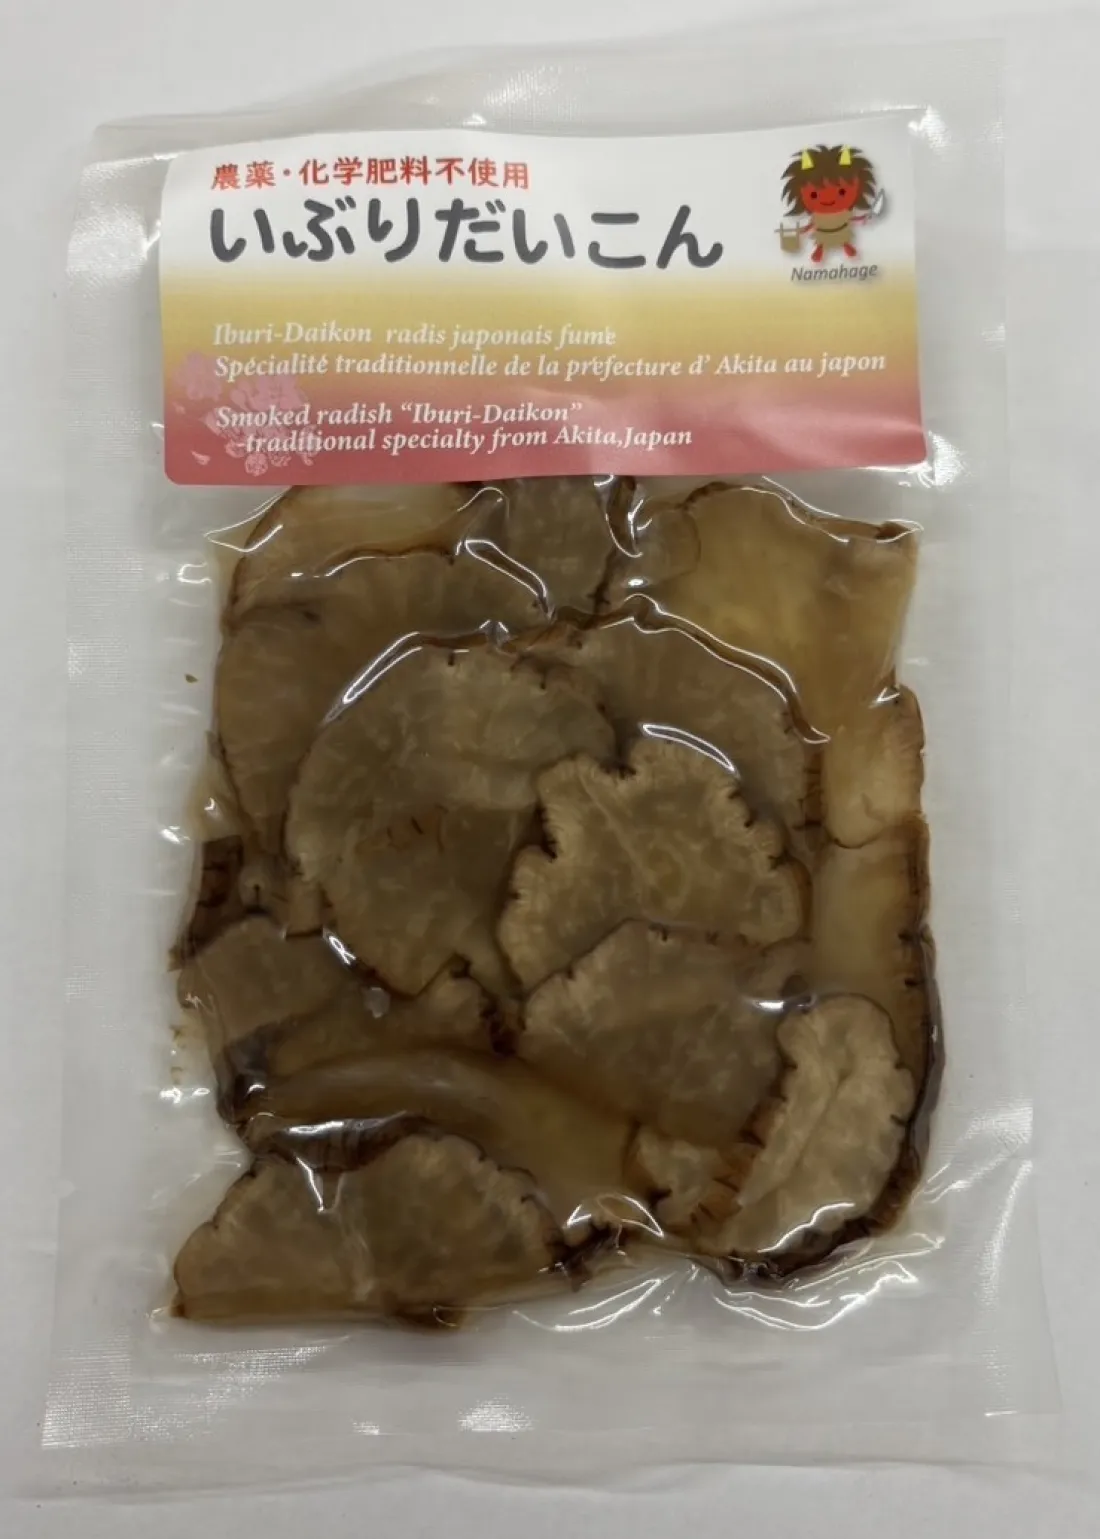 農薬・化学肥料不使用
いぶりだいこん
Namahage
Iburi-Daikon radis japonais fumé
Spécialité traditionnelle de la préfecture d' Akita au japon
Smoked radish “Iburi-Daikon”
-traditional specialty from Akita,Japan